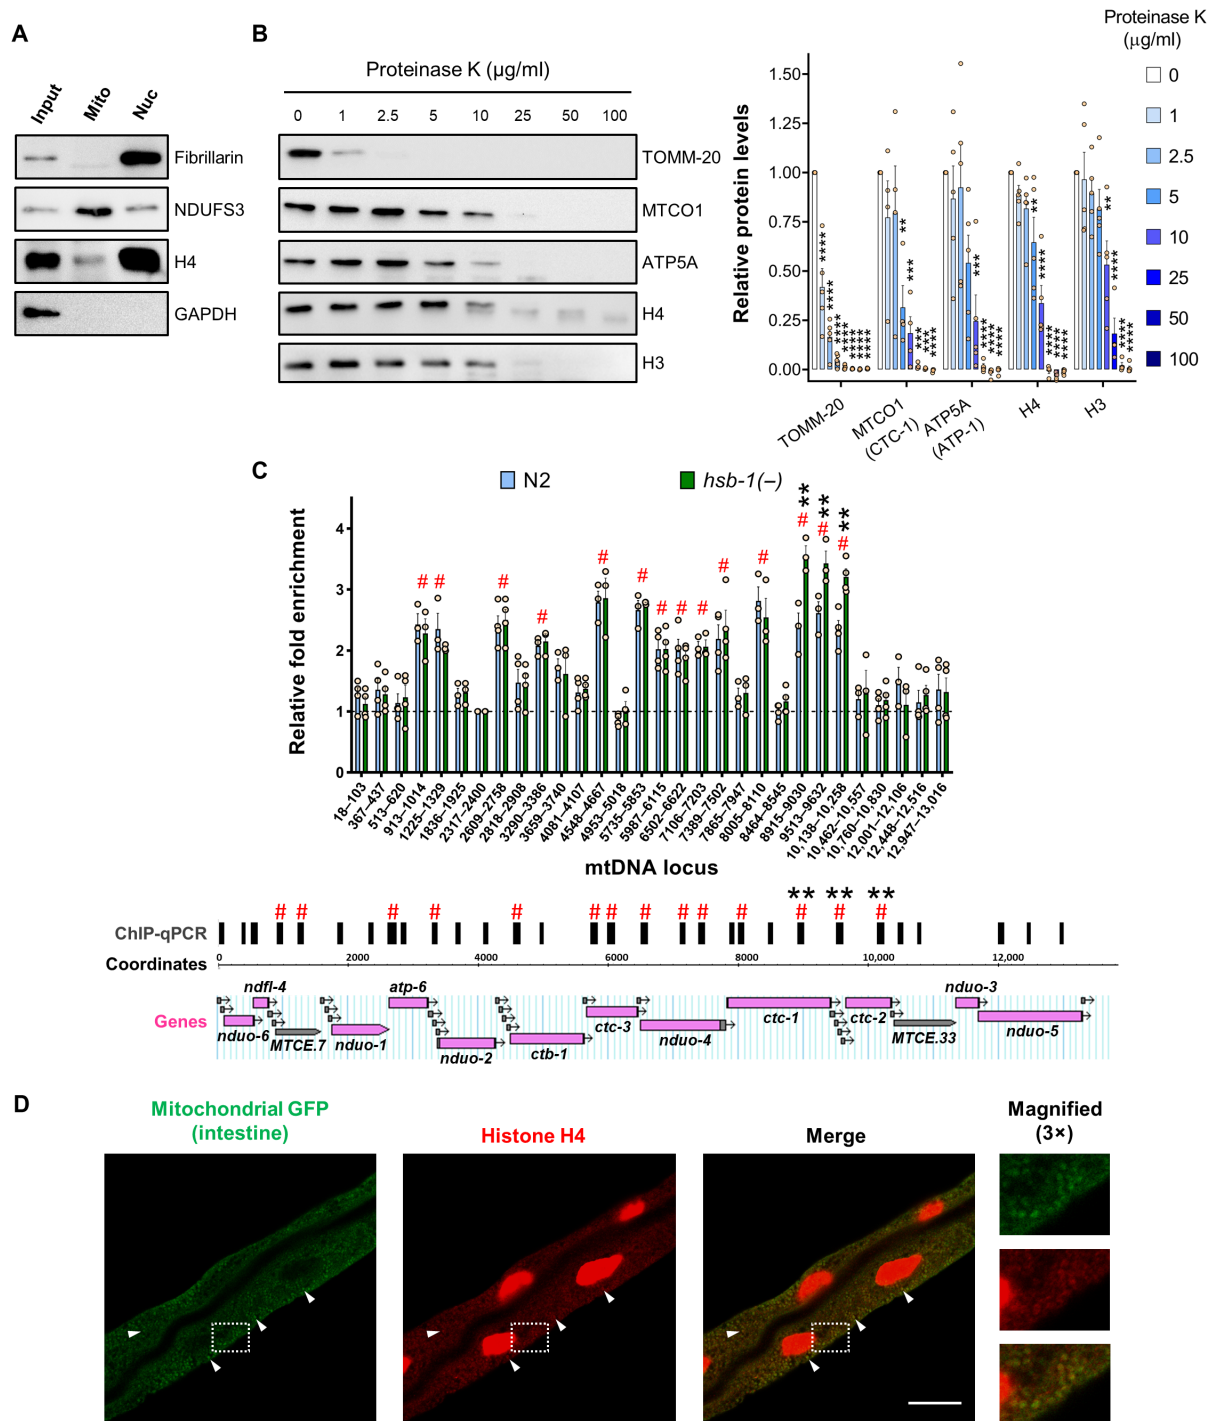 A
Input
Mito
Nuc
Fibrillarin
NDUFS3
H4
GAPDH
B
Proteinase K (µg/ml)
0 1 2.5 5 10 25 50 100
TOMM-20
MTCO1
ATP5A
H4
H3
Proteinase K
(µg/ml)
0
1
2.5
5
10
25
50
100
Relative protein levels
1.50
1.25
1.00
0.75
0.50
0.25
0.00
TOMM-20
MTCO1
(CTC-1)
ATP5A
(ATP-1)
H4
H3
C
N2
hsb-1(–)
Relative fold enrichment
4
3
2
1
0
18–103
367–437
513–620
913–1014
1225–1329
1836–1925
2317–2400
2609–2758
2818–2908
3290–3386
3659–3740
4081–4107
4548–4667
4953–5018
5735–5853
5987–6115
6502–6622
7106–7203
7389–7502
7865–7947
8005–8110
8464–8545
8915–9030
9513–9632
10,138–10,258
10,462–10,557
10,760–10,830
12,001–12,106
12,448–12,516
12,947–13,016
mtDNA locus
** ** **
# # # # # # # # # # # # #
ChIP-qPCR
Coordinates
0 2000 4000 6000 8000 10,000 12,000
Genes
ndfl-4
nduo-6
MTCE.7
nduo-1
atp-6
nduo-2
ctb-1
ctc-3
nduo-4
ctc-1
ctc-2
MTCE.33
nduo-3
nduo-5
D
Mitochondrial GFP
(intestine)
Histone H4
Merge
Magnified
(3×)